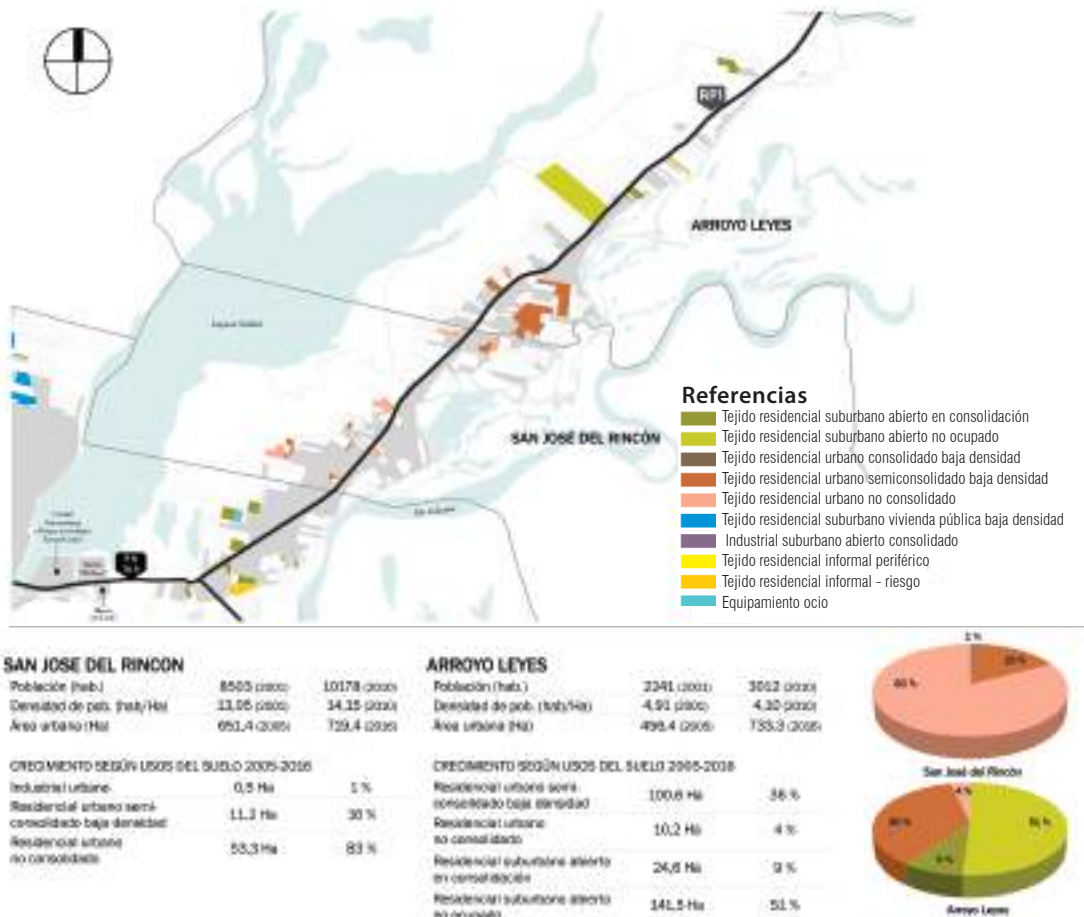 RP1
ARROYO LEYES
SAN JOSÉ DEL RINCÓN
Referencias
Tejido residencial suburbano abierto en consolidación
Tejido residencial suburbano abierto no ocupado
Tejido residencial urbano consolidado baja densidad
Tejido residencial urbano semiconsolidado baja densidad
Tejido residencial urbano no consolidado
Tejido residencial suburbano vivienda pública baja densidad
Industrial suburbano abierto consolidado
Tejido residencial informal periférico
Tejido residencial informal - riesgo
Equipamiento ocio
SAN JOSE DEL RINCON
Población (hab.) 8503 (2001) 10178 (2010)
Densidad de pob. (hab/Ha) 13,05 (2001) 14,15 (2010)
Área urbana (Ha) 651,4 (2005) 719,4 (2016)
CRECIMIENTO SEGÚN USOS DEL SUELO 2005-2016
Industrial urbano 0,5 Ha 1 %
Residencial urbano semi-
consolidado baja densidad 11,2 Ha
Residencial urbano
no consolidado 53,3 Ha 83 %
ARROYO LEYES
Población (hab.) 2241 (2001) 3012 (2010)
Densidad de pob. (hab/Ha) 4,91 (2001) 4,10 (2010)
Área urbana (Ha) 456,4 (2005) 733,3 (2016)
CRECIMIENTO SEGÚN USOS DEL SUELO 2005-2016
Residencial urbano semi-
consolidado baja densidad 100,6 Ha 36 %
Residencial urbano
no consolidado 10,2 Ha 4 %
Residencial suburbano abierto
en consolidación 24,6 Ha 9 %
Residencial suburbano abierto
no ocupado 141,5 Ha 51 %
San José del Rincón
4 %
51 %
9 %
Arroyo Leyes